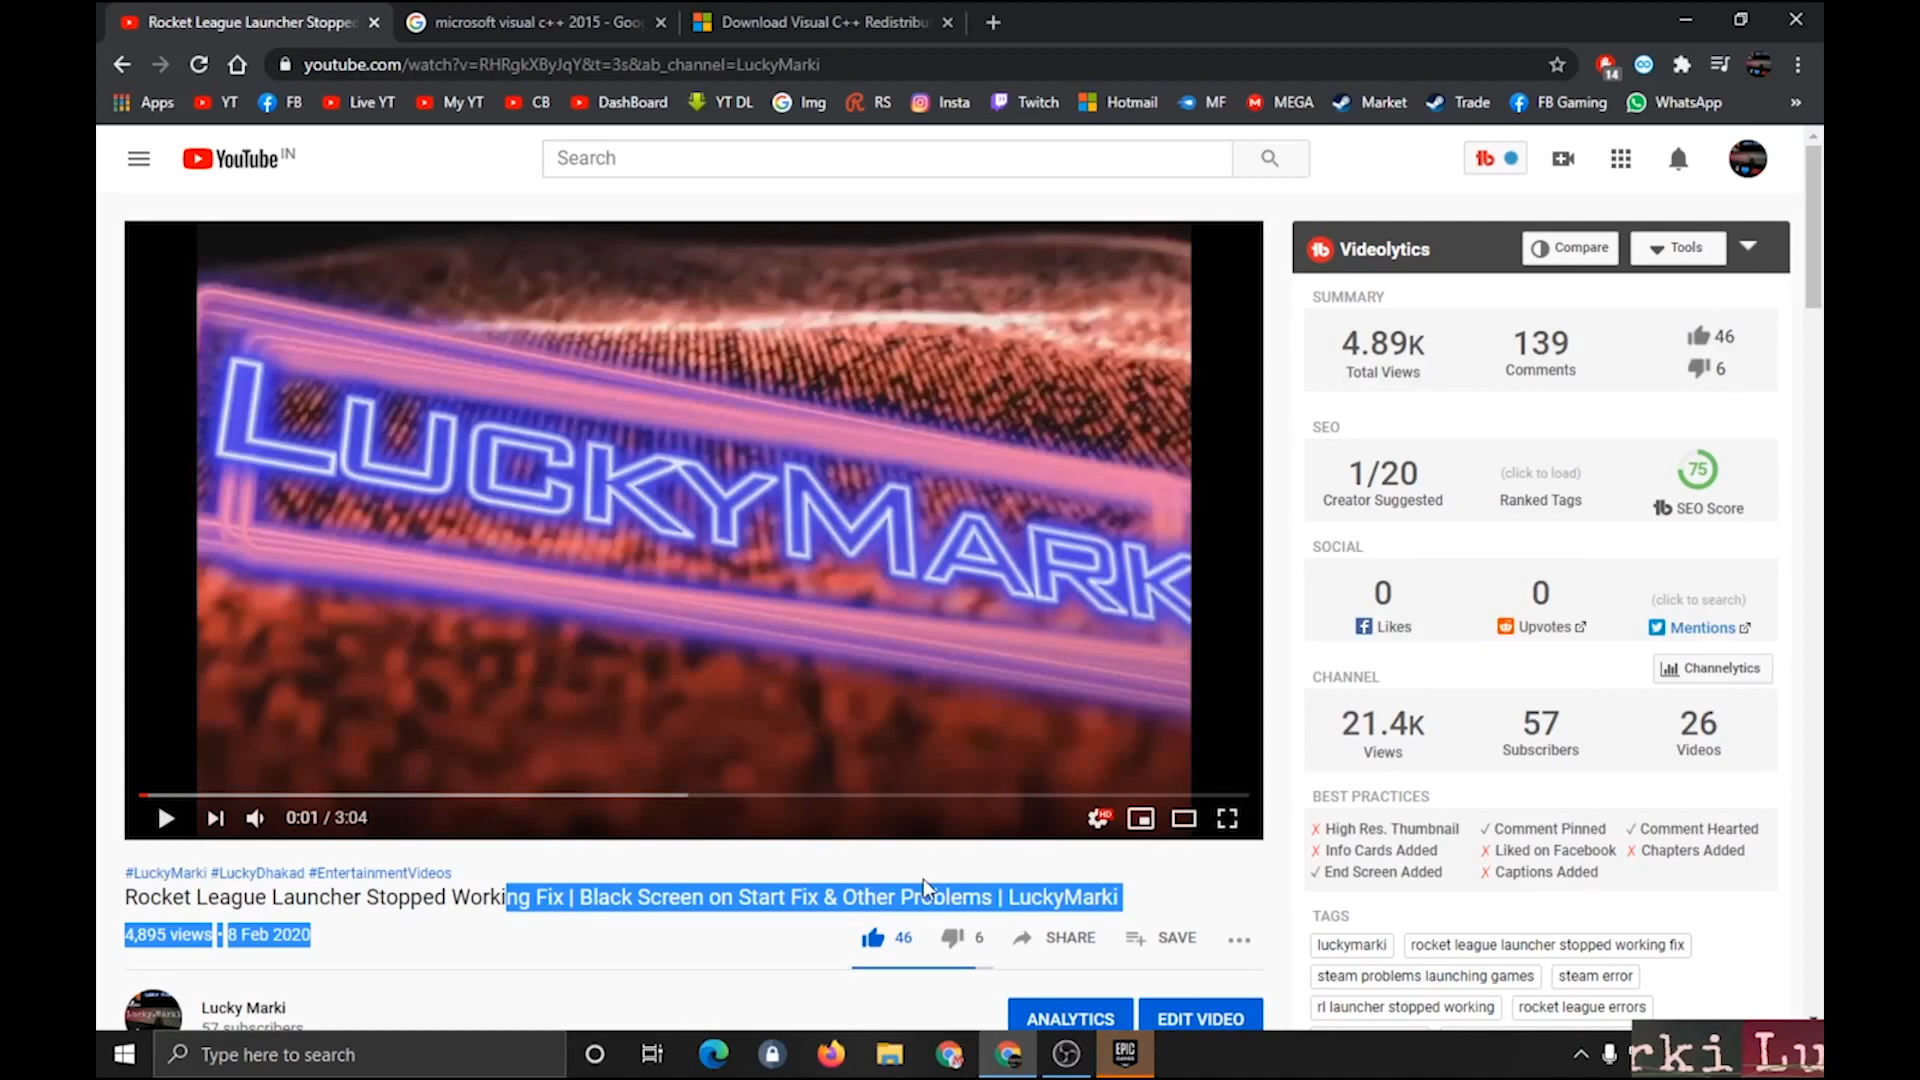 Rocket League Launcher Stopped
microsoft visual c++ 2015 - Goo
Download Visual C++ Redistribu
youtube.com/watch?v=RHRgkXByJqY&t=3s&ab_channel=LuckyMarki
14
Apps YT FB Live YT My YT CB DashBoard YT DL Img RS Insta Twitch Hotmail MF MEGA Market Trade FB Gaming WhatsApp »
YouTube IN
Search
LUCKYMARK
0:01 / 3:04
HD
#LuckyMarki #LuckyDhakad #EntertainmentVideos
Rocket League Launcher Stopped Working Fix | Black Screen on Start Fix & Other Problems | LuckyMarki
4,895 views • 8 Feb 2020
46 6 SHARE SAVE
Lucky Marki
57 subscribers
ANALYTICS EDIT VIDEO
Videolytics Compare Tools
SUMMARY
4.89K 139 46
Total Views Comments 6
SEO
1/20 (click to load) 75
Creator Suggested Ranked Tags SEO Score
SOCIAL
0 0 (click to search)
Likes Upvotes Mentions
CHANNEL Channelytics
21.4K 57 26
Views Subscribers Videos
BEST PRACTICES
X High Res. Thumbnail ✓ Comment Pinned ✓ Comment Hearted
X Info Cards Added X Liked on Facebook X Chapters Added
✓ End Screen Added X Captions Added
TAGS
luckymarki rocket league launcher stopped working fix
steam problems launching games steam error
rl launcher stopped working rocket league errors
Type here to search
EPIC GAMES
rki Lu